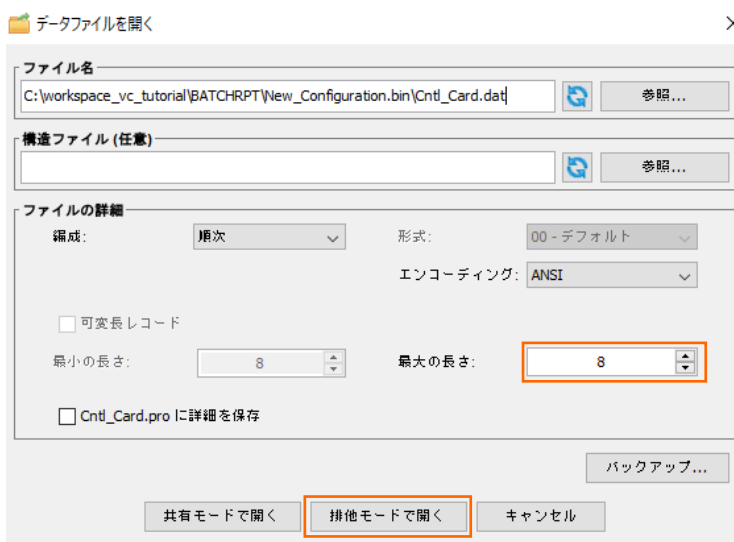 データファイルを開く
ファイル名
C:\workspace_vc_tutorial\BATCHRPT\New_Configuration.bin\Cntl_Card.dat
参照...
構造ファイル (任意)
参照...
ファイルの詳細
編成: 順次 形式: 00 - デフォルト
エンコーディング: ANSI
可変長レコード
最小の長さ: 8 最大の長さ: 8
Cntl_Card.pro に詳細を保存
バックアップ...
共有モードで開く 排他モードで開く キャンセル